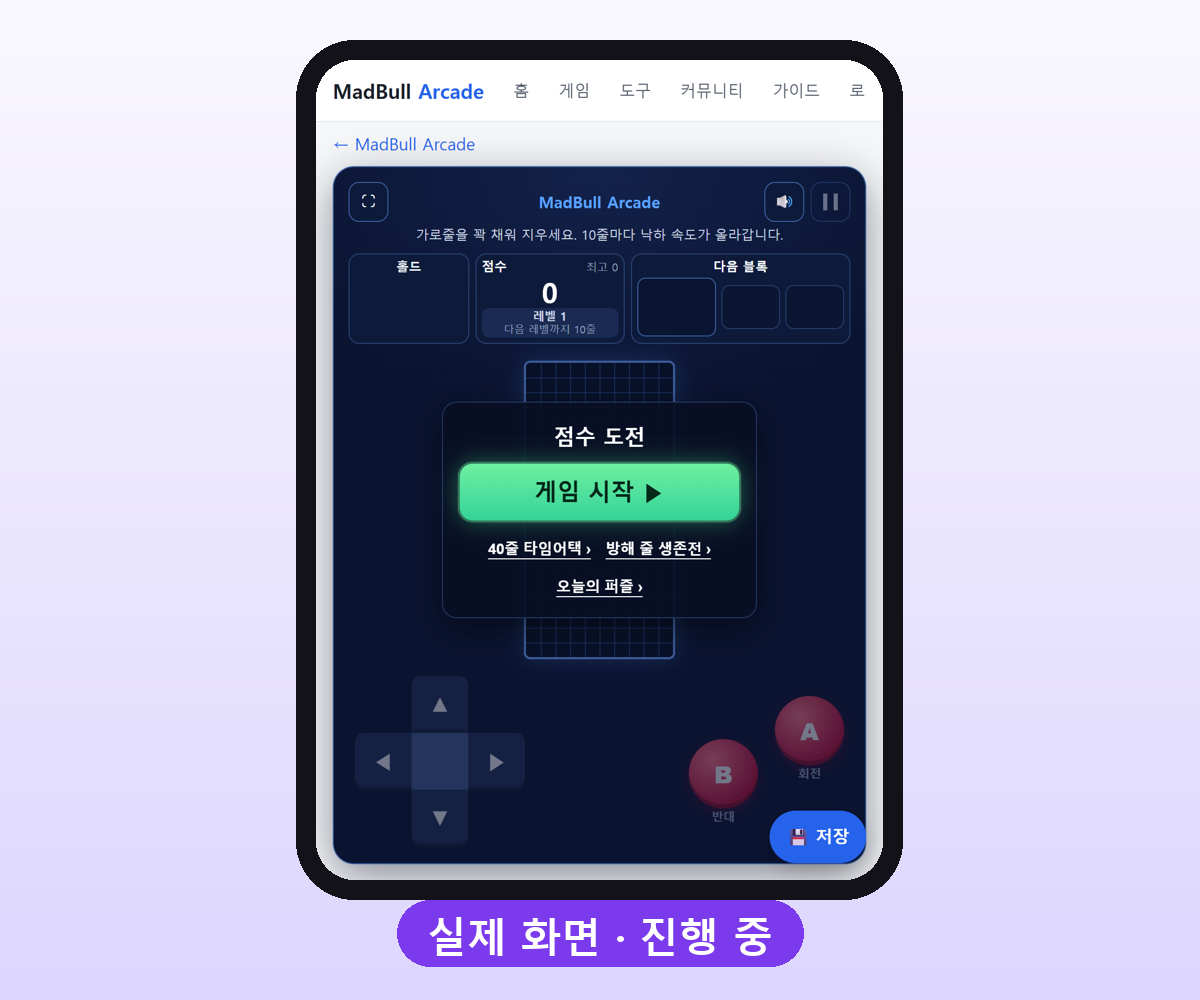 MadBull Arcade 홈 게임 도구 커뮤니티 가이드 로
← MadBull Arcade
MadBull Arcade
가로줄을 꽉 채워 지우세요. 10줄마다 낙하 속도가 올라갑니다.
홀드
점수 최고 0
0
레벨 1
다음 레벨까지 10줄
다음 블록
점수 도전
게임 시작 ▶
40줄 타임어택 › 방해 줄 생존전 ›
오늘의 퍼즐 ›
▲
◀ ▶
▼
A
회전
B
반대
💾 저장
실제 화면 · 진행 중